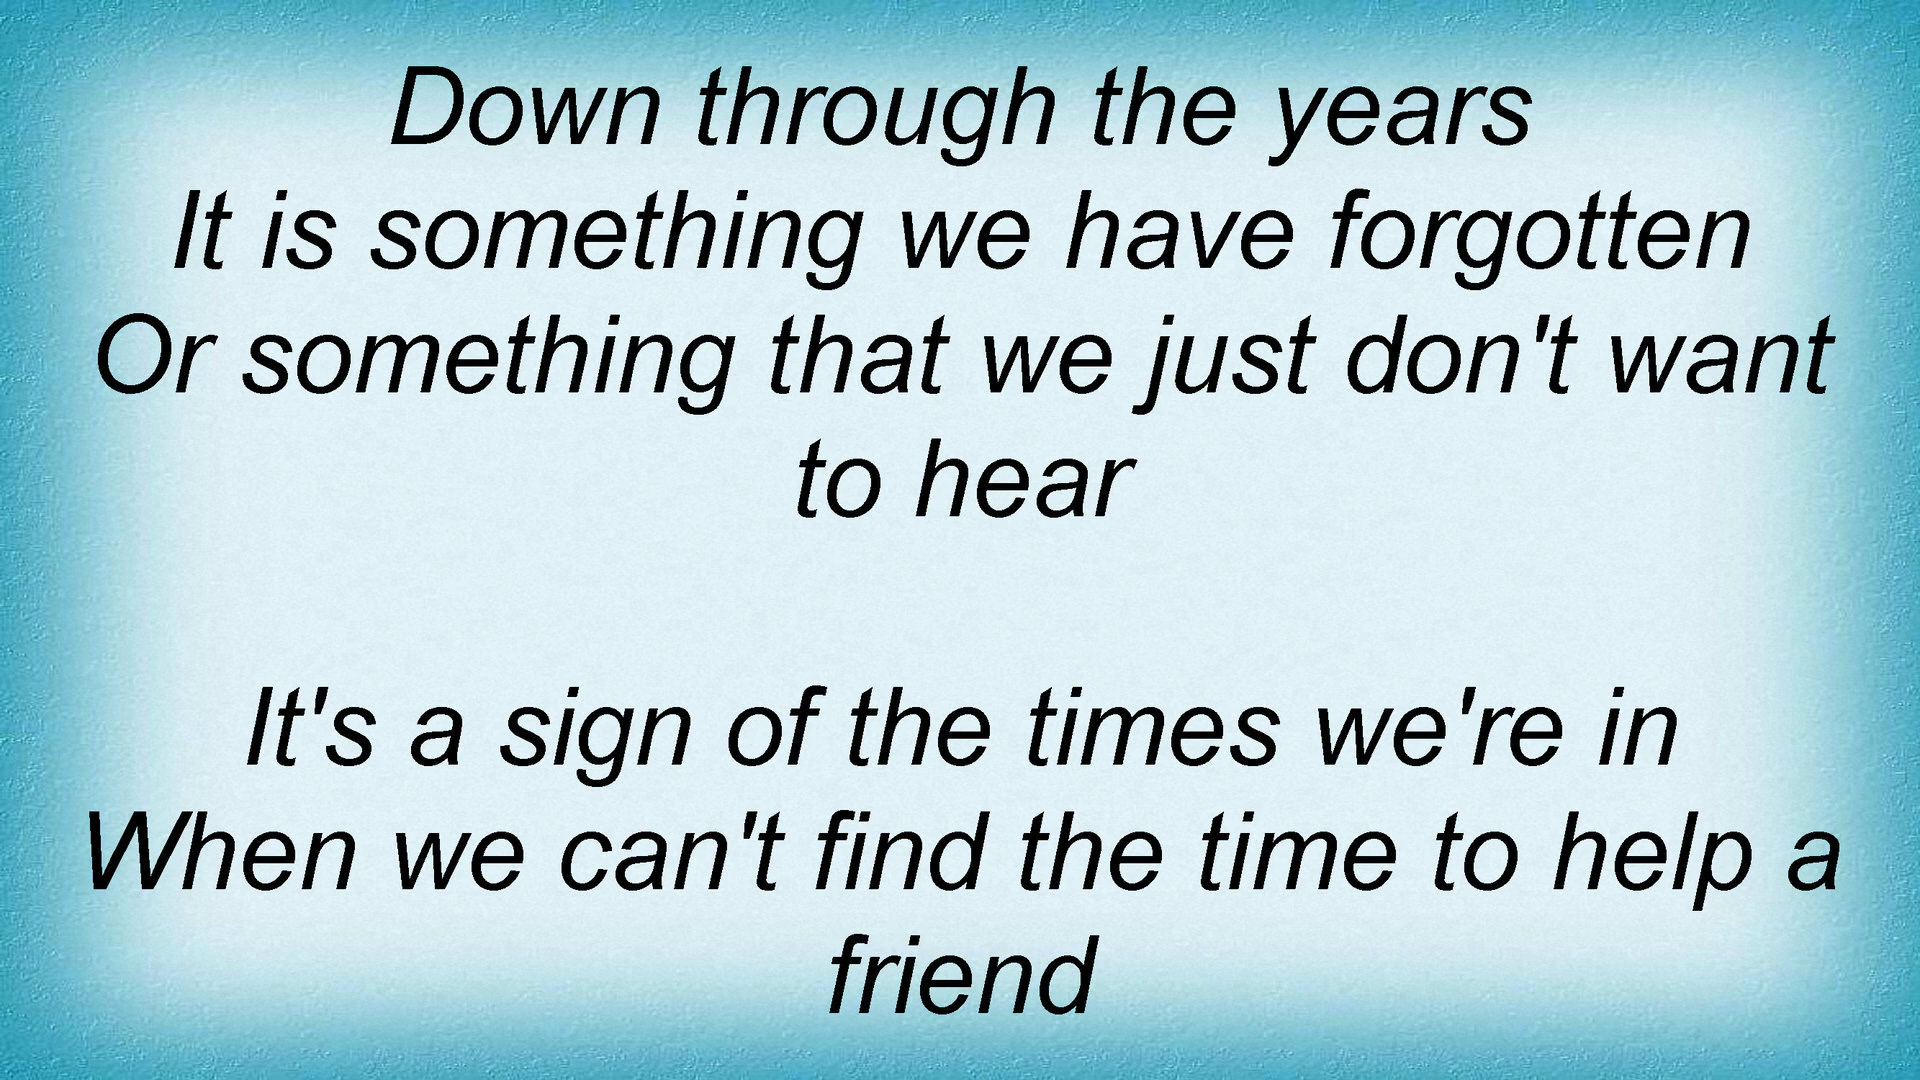 Down through the years
It is something we have forgotten
Or something that we just don't want
to hear
It's a sign of the times we're in
When we can't find the time to help a
friend